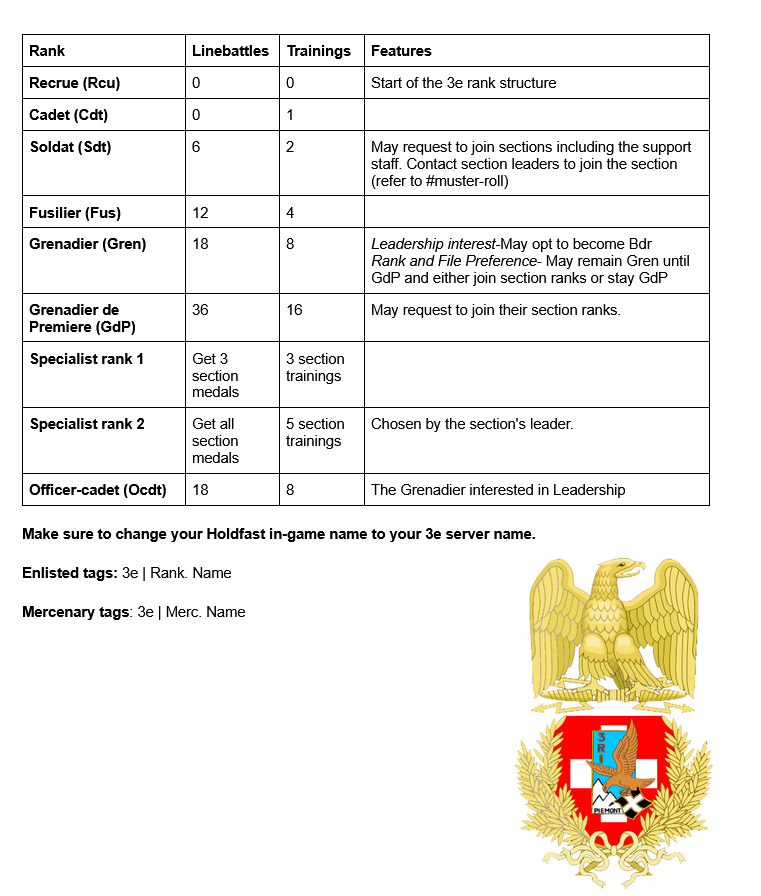 Rank Linebattles Trainings Features
Recrue (Rcu) 0 0 Start of the 3e rank structure
Cadet (Cdt) 0 1
Soldat (Sdt) 6 2 May request to join sections including the support
staff. Contact section leaders to join the section
(refer to #muster-roll)
Fusilier (Fus) 12 4
Grenadier (Gren) 18 8 Leadership interest-May opt to become Bdr
Rank and File Preference- May remain Gren until
GdP and either join section ranks or stay GdP
Grenadier de 36 16 May request to join their section ranks.
Premiere (GdP)
Specialist rank 1 Get 3 3 section
section trainings
medals
Specialist rank 2 Get all 5 section Chosen by the section's leader.
section trainings
medals
Officer-cadet (Ocdt) 18 8 The Grenadier interested in Leadership
Make sure to change your Holdfast in-game name to your 3e server name.
Enlisted tags: 3e | Rank. Name
Mercenary tags: 3e | Merc. Name
3RI
PIEMONT